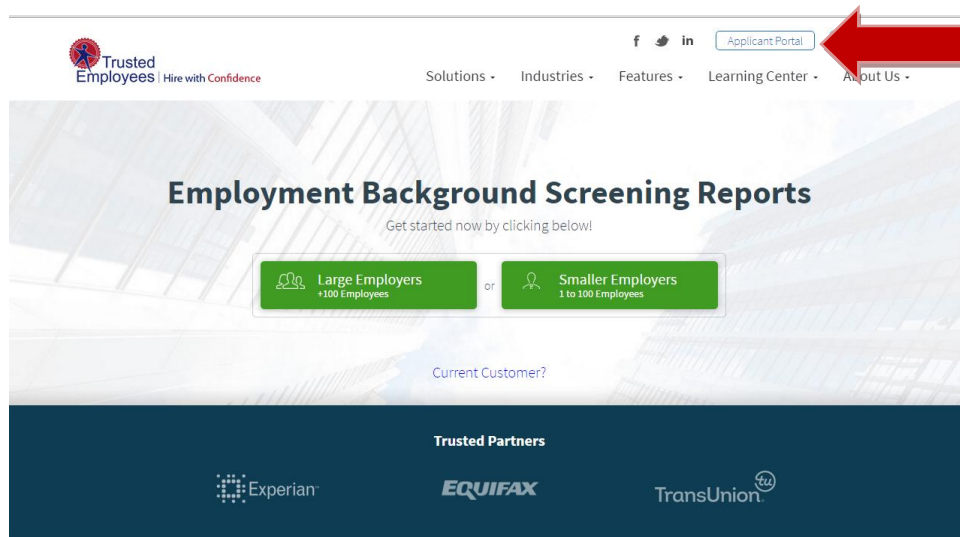 f in Applicant Portal
Trusted
Employees | Hire with Confidence
Solutions Industries Features Learning Center About Us
Employment Background Screening Reports
Get started now by clicking below!
Large Employers
+100 Employees
or
Smaller Employers
1 to 100 Employees
Current Customer?
Trusted Partners
Experian
EQUIFAX
TransUnion
tu